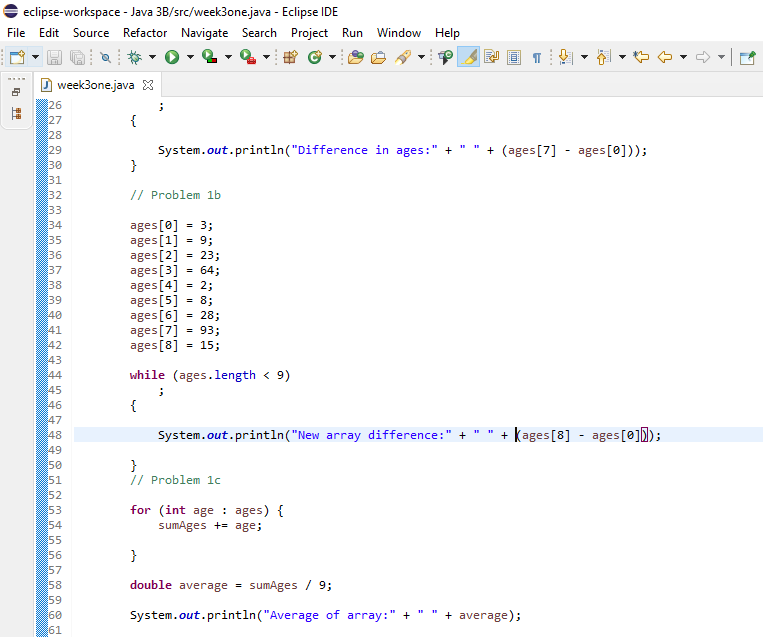 eclipse-workspace - Java 3B/src/week3one.java - Eclipse IDE
File Edit Source Refactor Navigate Search Project Run Window Help
week3one.java
26 ;
27 {
28
29 System.out.println("Difference in ages:" + " " + (ages[7] - ages[0]));
30 }
31
32 // Problem 1b
33
34 ages[0] = 3;
35 ages[1] = 9;
36 ages[2] = 23;
37 ages[3] = 64;
38 ages[4] = 2;
39 ages[5] = 8;
40 ages[6] = 28;
41 ages[7] = 93;
42 ages[8] = 15;
43
44 while (ages.length < 9)
45 ;
46 {
47
48 System.out.println("New array difference:" + " " + (ages[8] - ages[0]));
49
50 }
51 // Problem 1c
52
53 for (int age : ages) {
54 sumAges += age;
55
56 }
57
58 double average = sumAges / 9;
59
60 System.out.println("Average of array:" + " " + average);
61